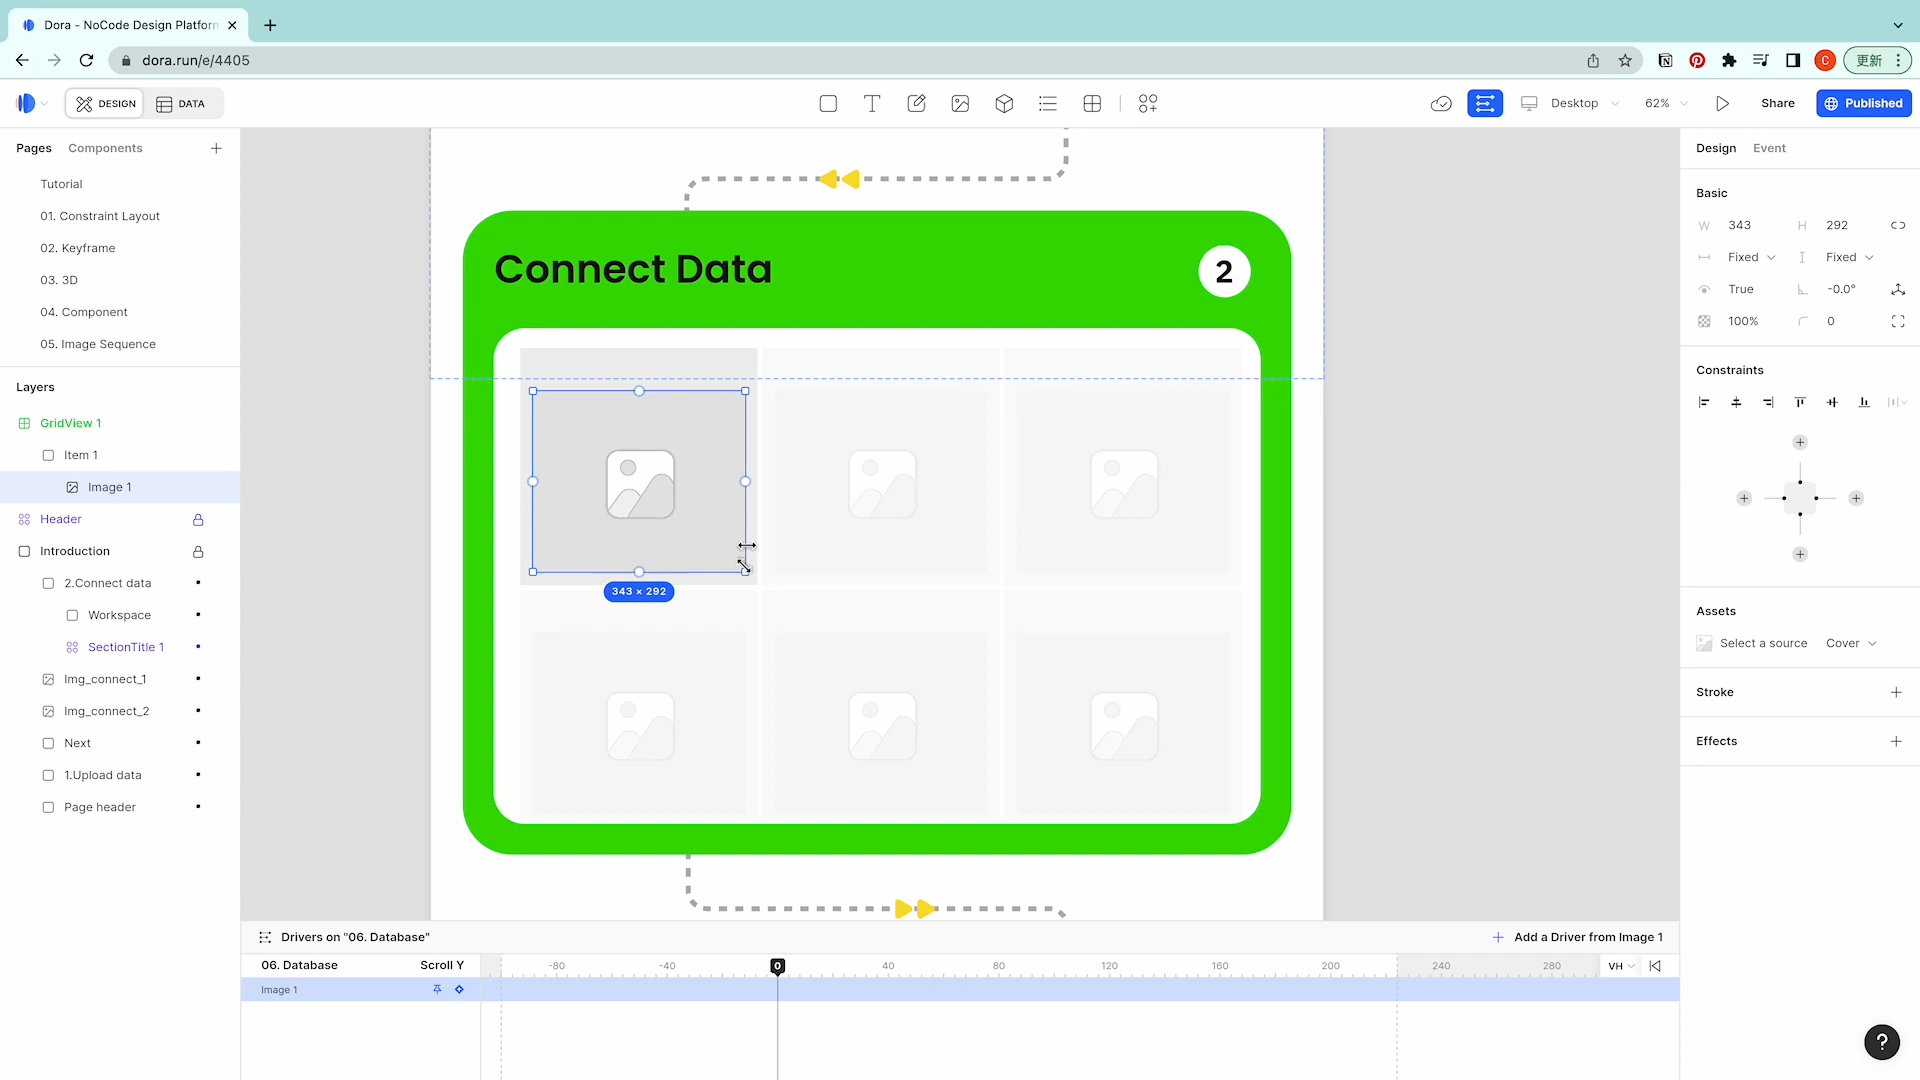 Dora - NoCode Design Platform
dora.run/e/4405
C
更新
DESIGN
DATA
Desktop
62%
Share
Published
Pages
Components
Tutorial
01. Constraint Layout
02. Keyframe
03. 3D
04. Component
05. Image Sequence
Layers
GridView 1
Item 1
Image 1
Header
Introduction
2.Connect data
Workspace
SectionTitle 1
Img_connect_1
Img_connect_2
Next
1.Upload data
Page header
Connect Data
2
343 × 292
Design
Event
Basic
W
343
H
292
Fixed
Fixed
True
-0.0°
100%
0
Constraints
Assets
Select a source
Cover
Stroke
Effects
Drivers on "06. Database"
Add a Driver from Image 1
06. Database
Scroll Y
-80
-40
0
40
80
120
160
200
240
280
VH
Image 1
?